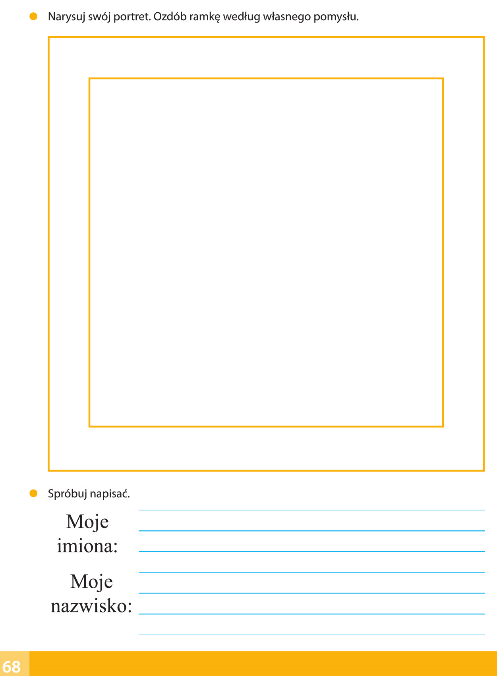 Narysuj swój portret. Ozdób ramkę według własnego pomysłu.
Spróbuj napisać.
Moje
imiona:
Moje
nazwisko:
68